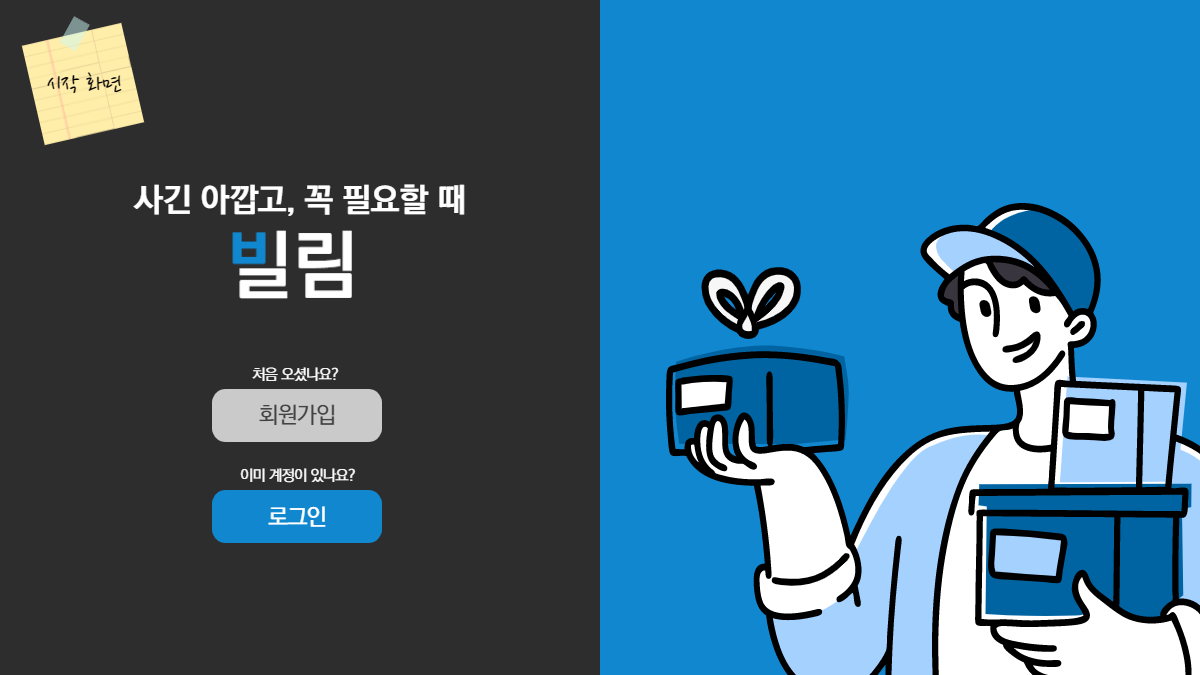 시작 화면
사긴 아깝고, 꼭 필요할 때
빌림
처음 오셨나요?
회원가입
이미 계정이 있나요?
로그인